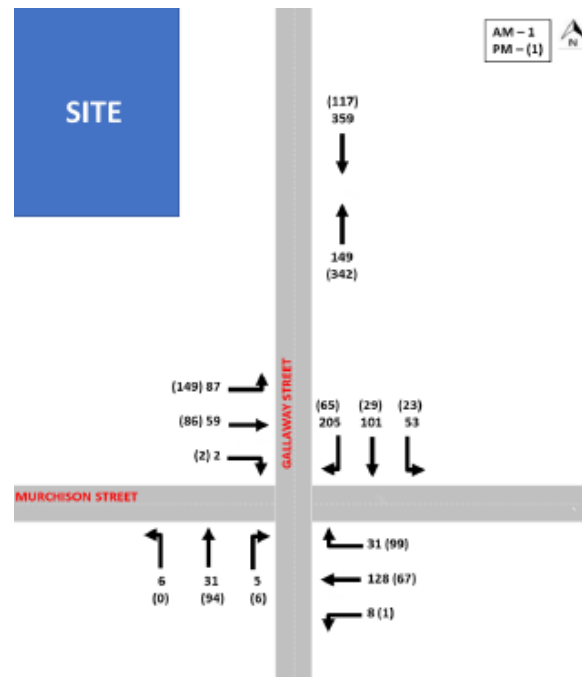 AM – 1
PM – (1)
N
SITE
(117)
359
149
(342)
GALLAWAY STREET
(149) 87
(86) 59
(2) 2
(65) (29) (23)
205 101 53
MURCHISON STREET
31 (99)
128 (67)
8 (1)
6 31 5
(0) (94) (6)